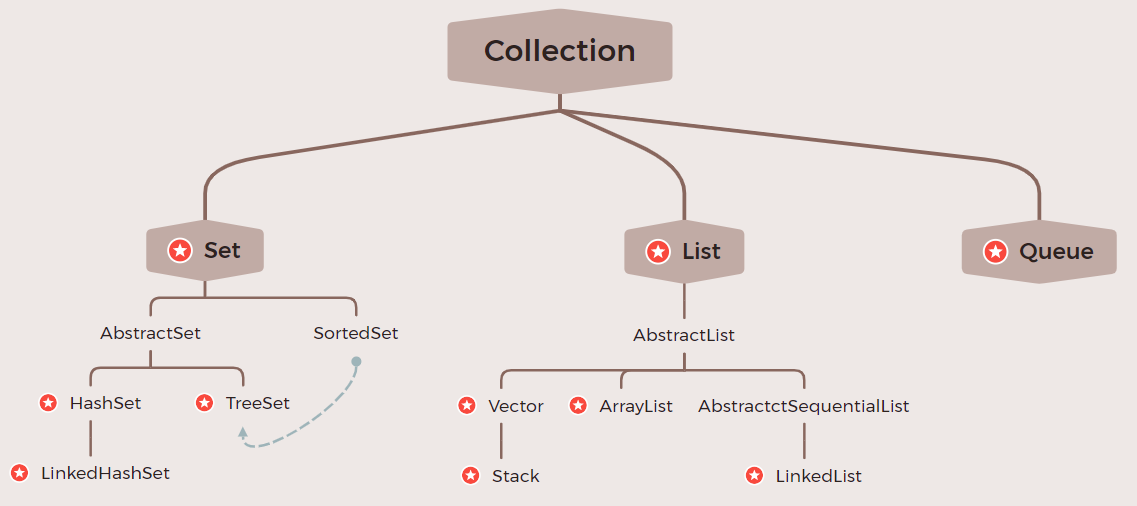 Collection
Set
List
Queue
AbstractSet
SortedSet
AbstractList
HashSet
TreeSet
Vector
ArrayList
AbstractctSequentialList
LinkedHashSet
Stack
LinkedList